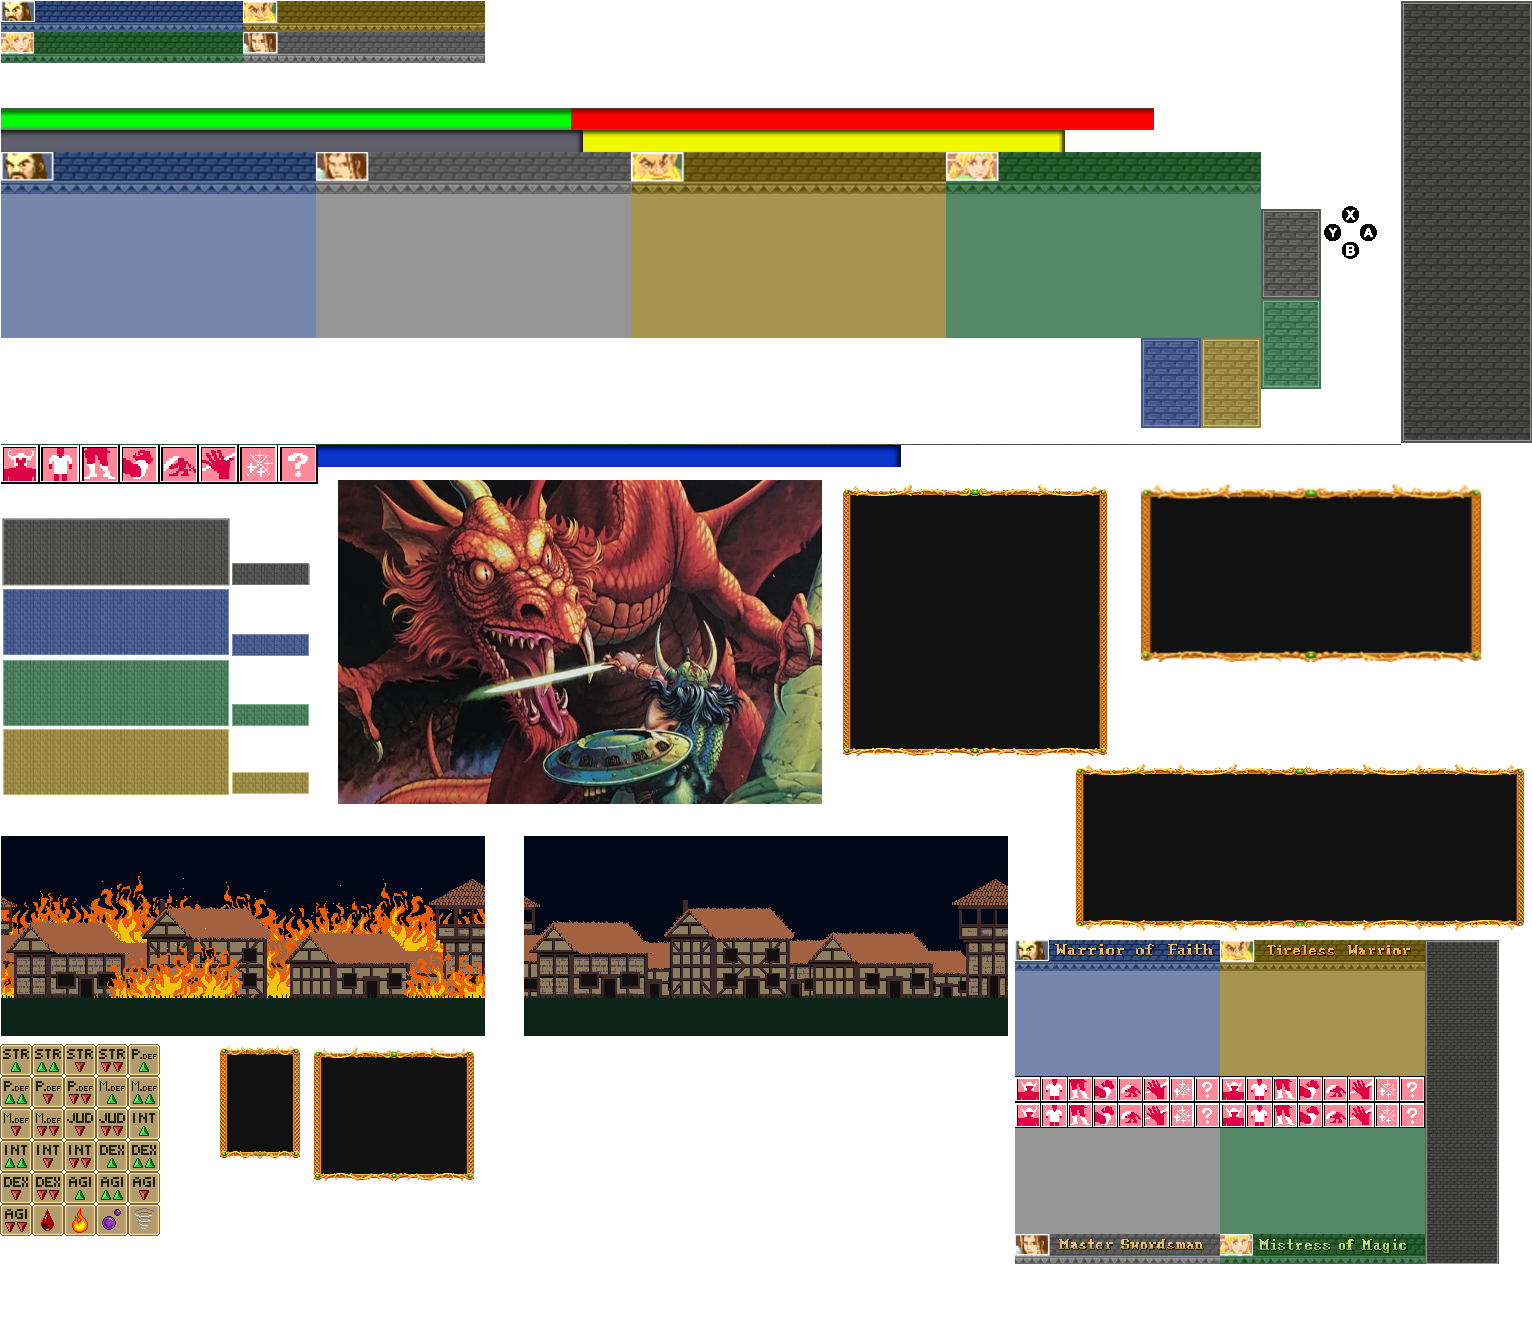 X
Y A
B
?
Warrior of Faith Tireless Warrior
? ?
? ?
Master Swordsman Mistress of Magic
STR STR STR STR P.DEF
P.DEF P.DEF P.DEF M.DEF M.DEF
M.DEF M.DEF JUD JUD INT
INT INT INT DEX DEX
DEX DEX AGI AGI AGI
AGI